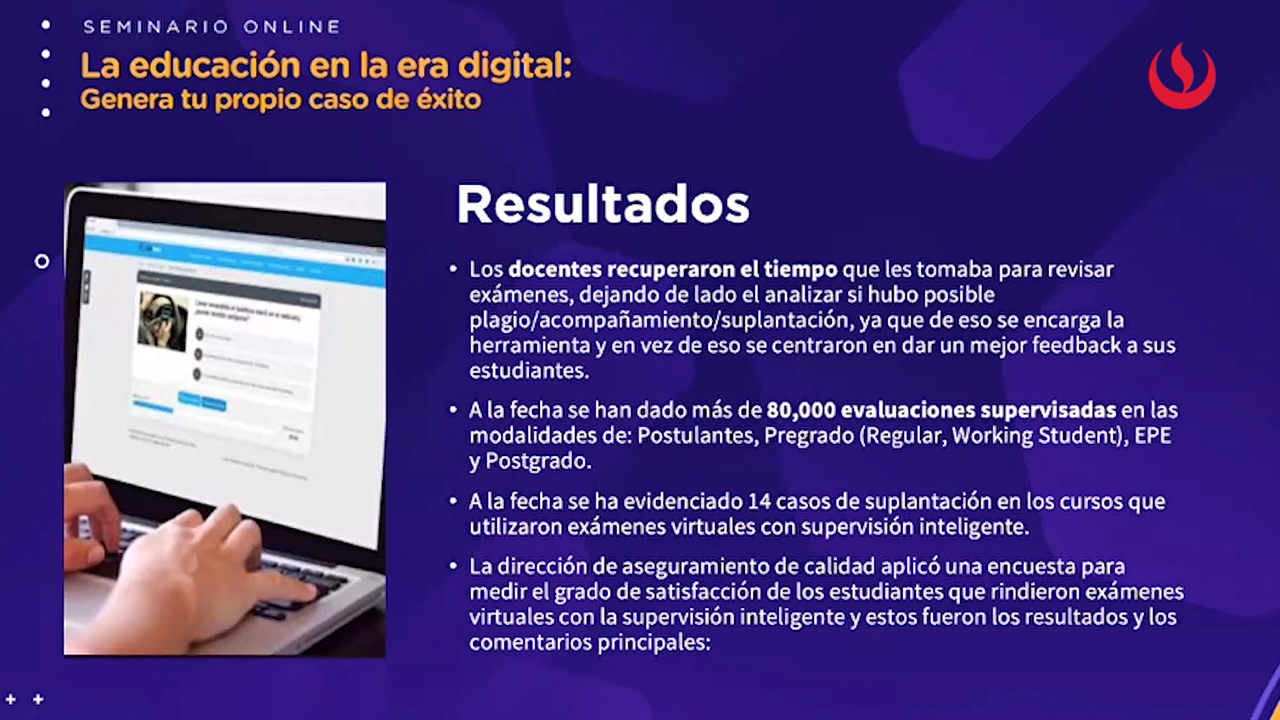 SEMINARIO ONLINE
La educación en la era digital:
Genera tu propio caso de éxito
Resultados
• Los docentes recuperaron el tiempo que les tomaba para revisar
exámenes, dejando de lado el analizar si hubo posible
plagio/acompañamiento/suplantación, ya que de eso se encarga la
herramienta y en vez de eso se centraron en dar un mejor feedback a sus
estudiantes.
• A la fecha se han dado más de 80,000 evaluaciones supervisadas en las
modalidades de: Postulantes, Pregrado (Regular, Working Student), EPE
y Postgrado.
• A la fecha se ha evidenciado 14 casos de suplantación en los cursos que
utilizaron exámenes virtuales con supervisión inteligente.
• La dirección de aseguramiento de calidad aplicó una encuesta para
medir el grado de satisfacción de los estudiantes que rindieron exámenes
virtuales con la supervisión inteligente y estos fueron los resultados y los
comentarios principales: